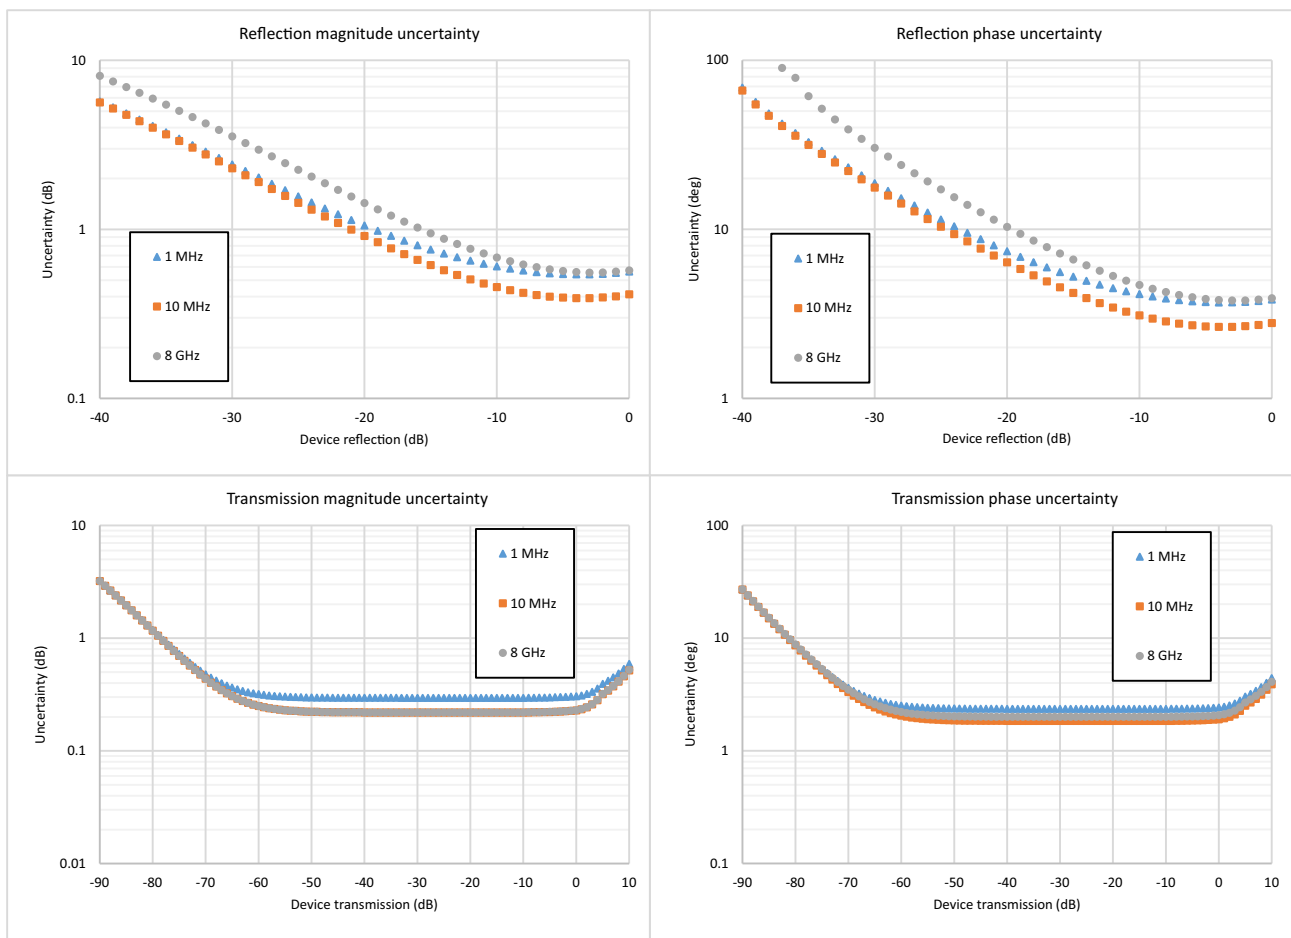 Reflection magnitude uncertainty
10
1
0.1
Uncertainty (dB)
1 MHz
10 MHz
8 GHz
-40 -30 -20 -10 0
Device reflection (dB)
Reflection phase uncertainty
100
10
1
Uncertainty (deg)
1 MHz
10 MHz
8 GHz
-40 -30 -20 -10 0
Device reflection (dB)
Transmission magnitude uncertainty
10
1
0.1
0.01
Uncertainty (dB)
1 MHz
10 MHz
8 GHz
-90 -80 -70 -60 -50 -40 -30 -20 -10 0 10
Device transmission (dB)
Transmission phase uncertainty
100
10
1
0.1
Uncertainty (deg)
1 MHz
10 MHz
8 GHz
-90 -80 -70 -60 -50 -40 -30 -20 -10 0 10
Device transmission (dB)